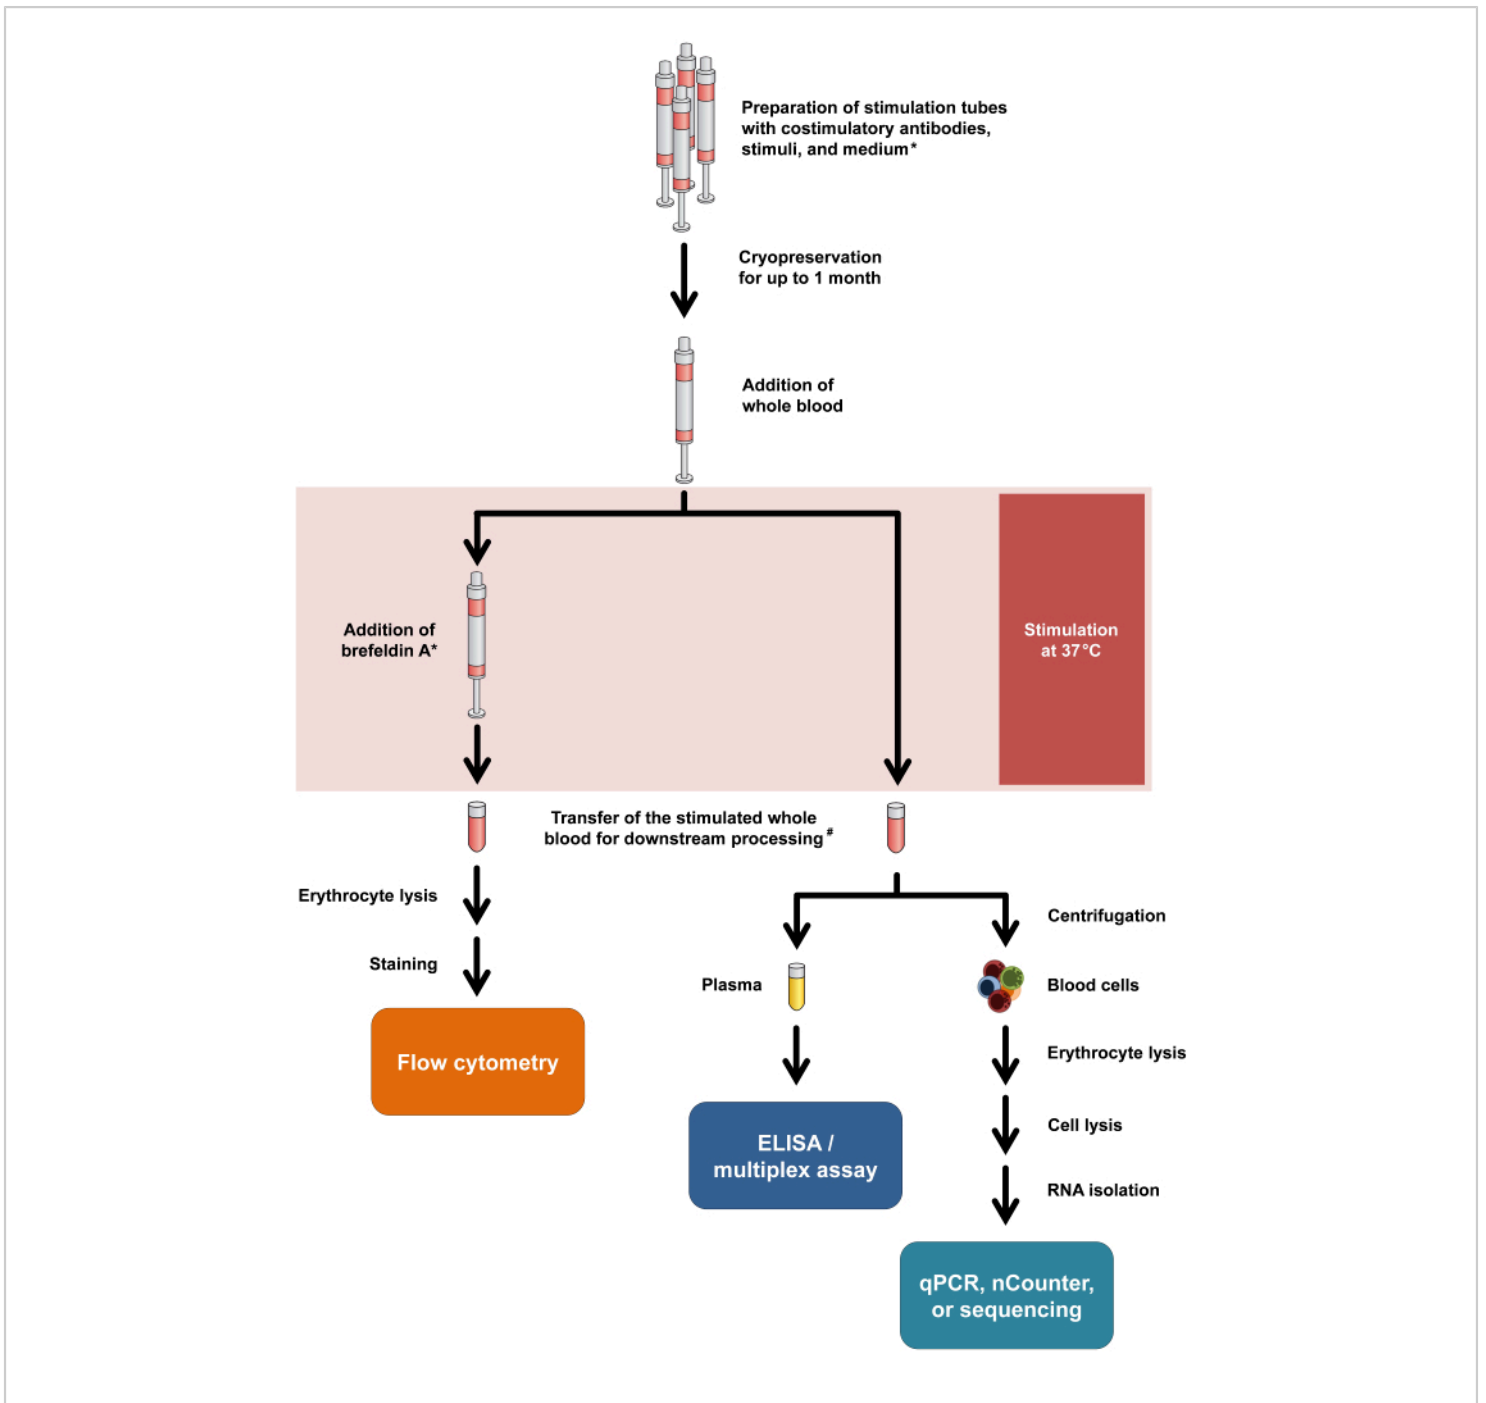 Preparation of stimulation tubes
with costimulatory antibodies,
stimuli, and medium*
Cryopreservation
for up to 1 month
Addition of
whole blood
Addition of
brefeldin A*
Stimulation
at 37°C
Transfer of the stimulated whole
blood for downstream processing#
Erythrocyte lysis
Staining
Flow cytometry
Centrifugation
Plasma
Blood cells
Erythrocyte lysis
Cell lysis
RNA isolation
ELISA /
multiplex assay
qPCR, nCounter,
or sequencing